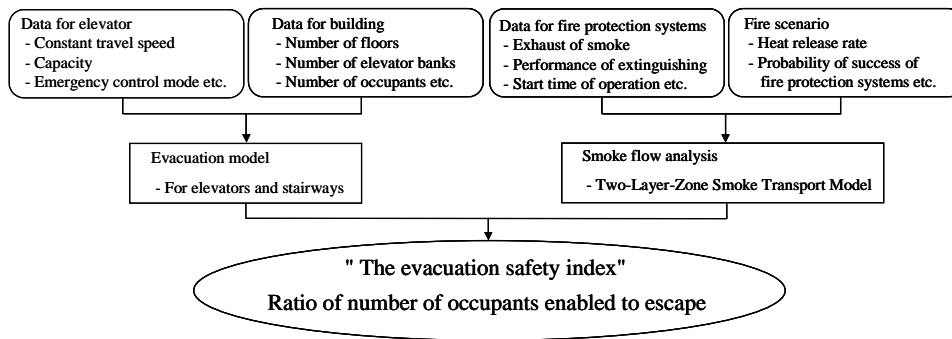 Data for elevator
- Constant travel speed
- Capacity
- Emergency control mode etc.
Data for building
- Number of floors
- Number of elevator banks
- Number of occupants etc.
Data for fire protection systems
- Exhaust of smoke
- Performance of extinguishing
- Start time of operation etc.
Fire scenario
- Heat release rate
- Probability of success of
fire protection systems etc.
Evacuation model
- For elevators and stairways
Smoke flow analysis
- Two-Layer-Zone Smoke Transport Model
" The evacuation safety index"
Ratio of number of occupants enabled to escape